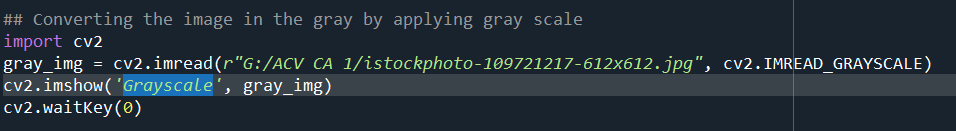 ## Converting the image in the gray by applying gray scale
import cv2
gray_img = cv2.imread(r"G:/ACV CA 1/istockphoto-109721217-612x612.jpg", cv2.IMREAD_GRAYSCALE)
cv2.imshow('Grayscale', gray_img)
cv2.waitKey(0)